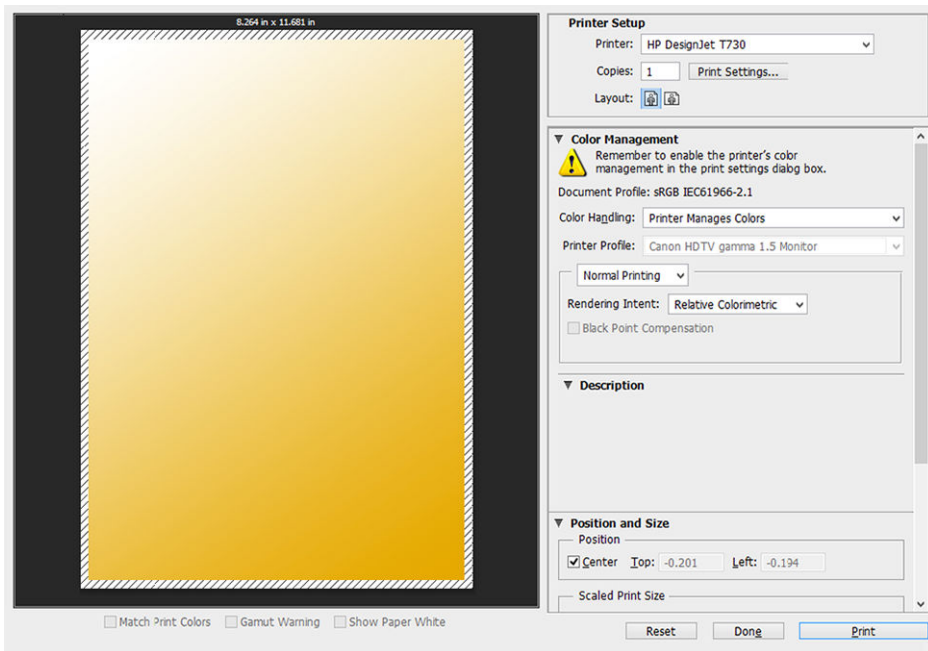 8.264 in x 11.681 in
Printer Setup
Printer: HP DesignJet T730
Copies: 1 Print Settings...
Layout:
Color Management
Remember to enable the printer's color
management in the print settings dialog box.
Document Profile: sRGB IEC61966-2.1
Color Handling: Printer Manages Colors
Printer Profile: Canon HDTV gamma 1.5 Monitor
Normal Printing
Rendering Intent: Relative Colorimetric
Black Point Compensation
Description
Position and Size
Position
Center Top: -0.201 Left: -0.194
Scaled Print Size
Match Print Colors Gamut Warning Show Paper White
Reset Done Print